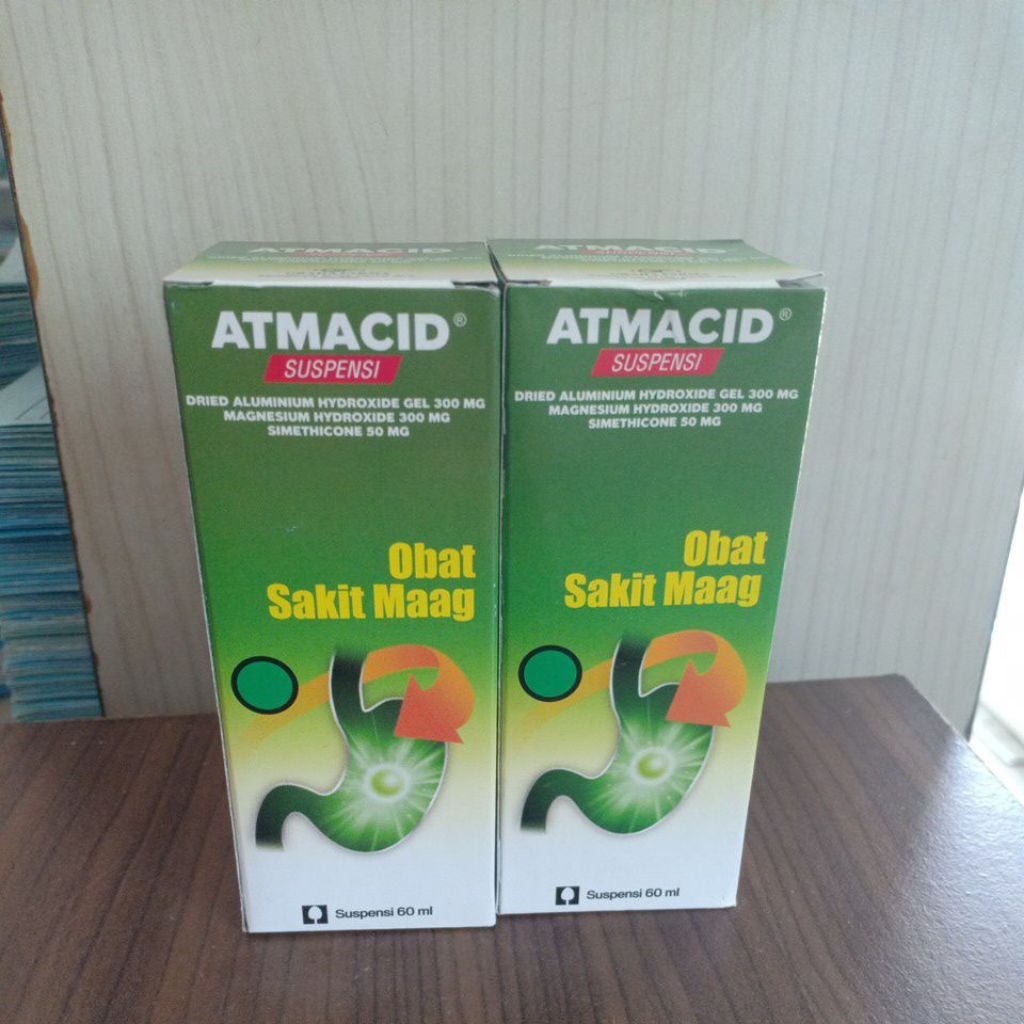 ATMACID
ATMACID
ATMACID®
SUSPENSI
DRIED ALUMINIUM HYDROXIDE GEL 300 MG
MAGNESIUM HYDROXIDE 300 MG
SIMETHICONE 50 MG
Obat
Sakit Maag
Suspensi 60 ml
ATMACID®
SUSPENSI
DRIED ALUMINIUM HYDROXIDE GEL 300 MG
MAGNESIUM HYDROXIDE 300 MG
SIMETHICONE 50 MG
Obat
Sakit Maag
Suspensi 60 ml